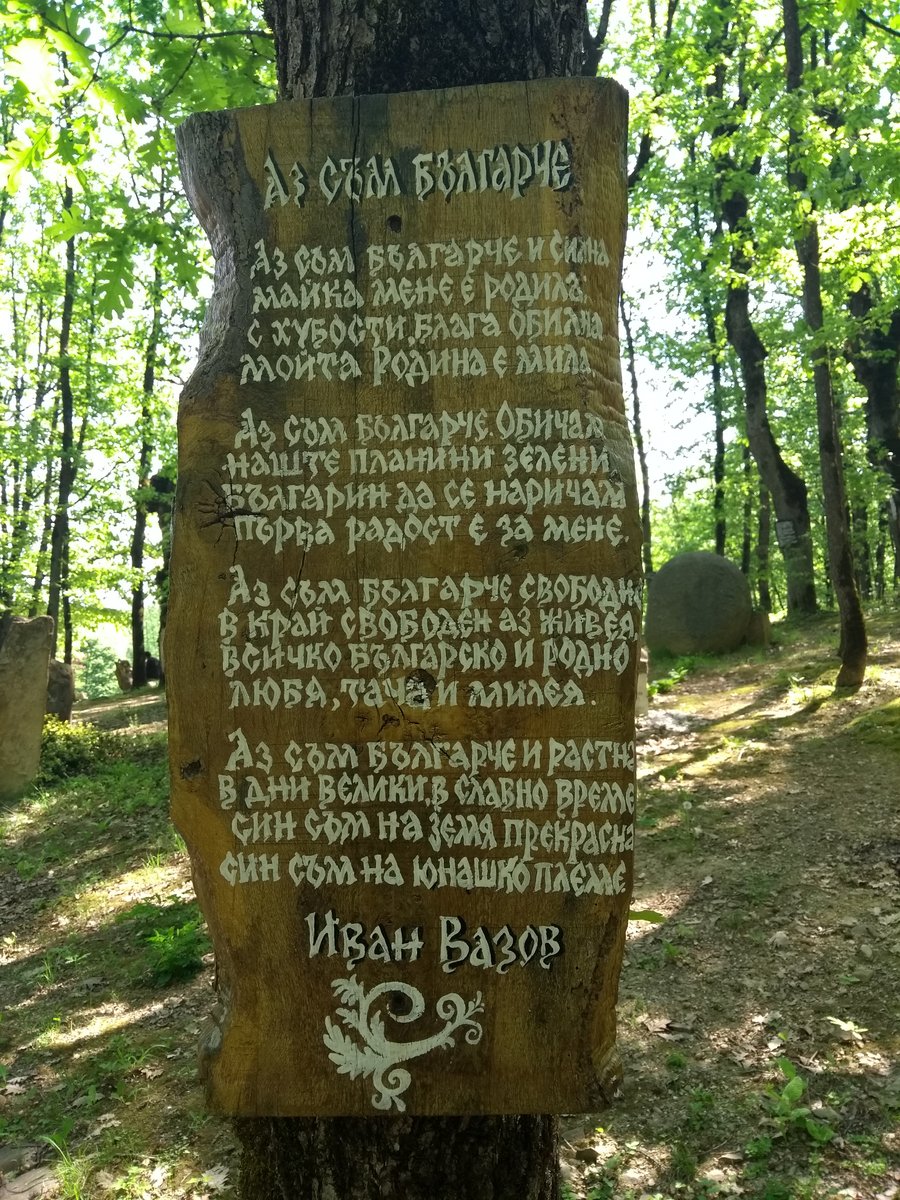 Аз съм българче
Аз съм българче и силна
майка мене е родила.
с хубости, блага обилна
мойта Родина е мила
Аз съм българче. Обичам
наште планини зелени
българин да се наричам
първа радост е за мене.
Аз съм българче свободно
в край свободен аз живея,
всичко българско и родно
любя, тача и милея.
Аз съм българче и растна
в дни велики, в славно време
син съм на земя прекрасна
син съм на юнашко племе.
Иван Вазов